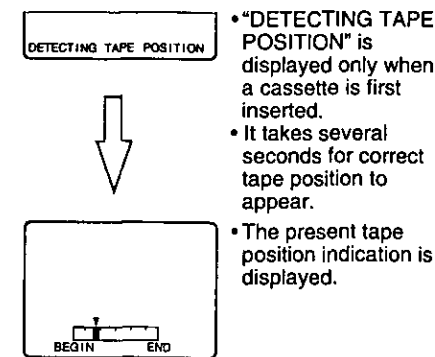 DETECTING TAPE POSITION
• "DETECTING TAPE
POSITION" is
displayed only when
a cassette is first
inserted.
• It takes several
seconds for correct
tape position to
appear.
• The present tape
position indication is
displayed.
BEGIN END